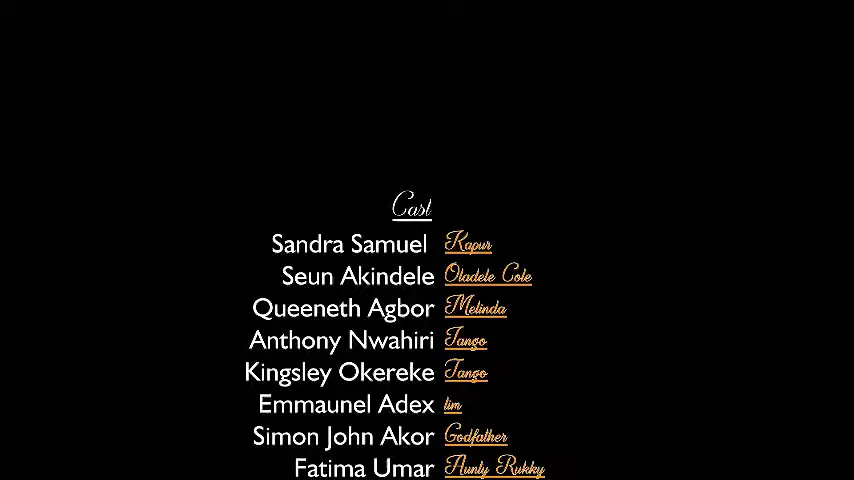 Cast
Sandra Samuel Kapur
Seun Akindele Oladele Cole
Queeneth Agbor Melinda
Anthony Nwahiri Tango
Kingsley Okereke Tango
Emmaunel Adex tim
Simon John Akor Godfather
Fatima Umar Aunty Rukky